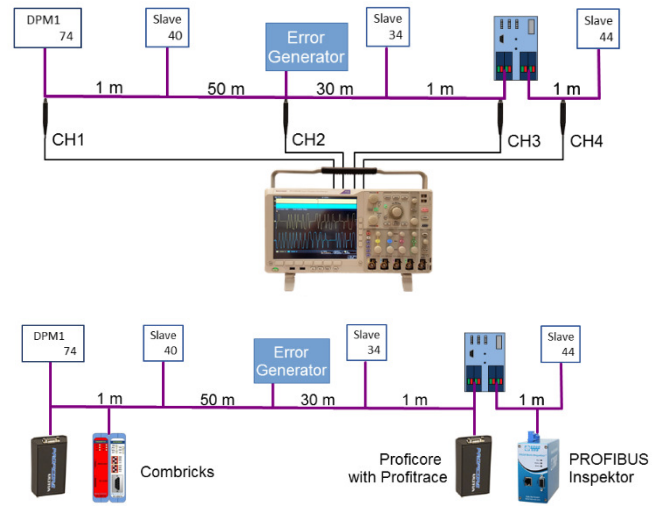 DPM1
74
Slave
40
Error
Generator
Slave
34
Slave
44
1 m
50 m
30 m
1 m
1 m
CH1
CH2
CH3
CH4
DPM1
74
Slave
40
Error
Generator
Slave
34
Slave
44
1 m
50 m
30 m
1 m
1 m
Combricks
Proficore
with Profitrace
PROFIBUS
Inspektor